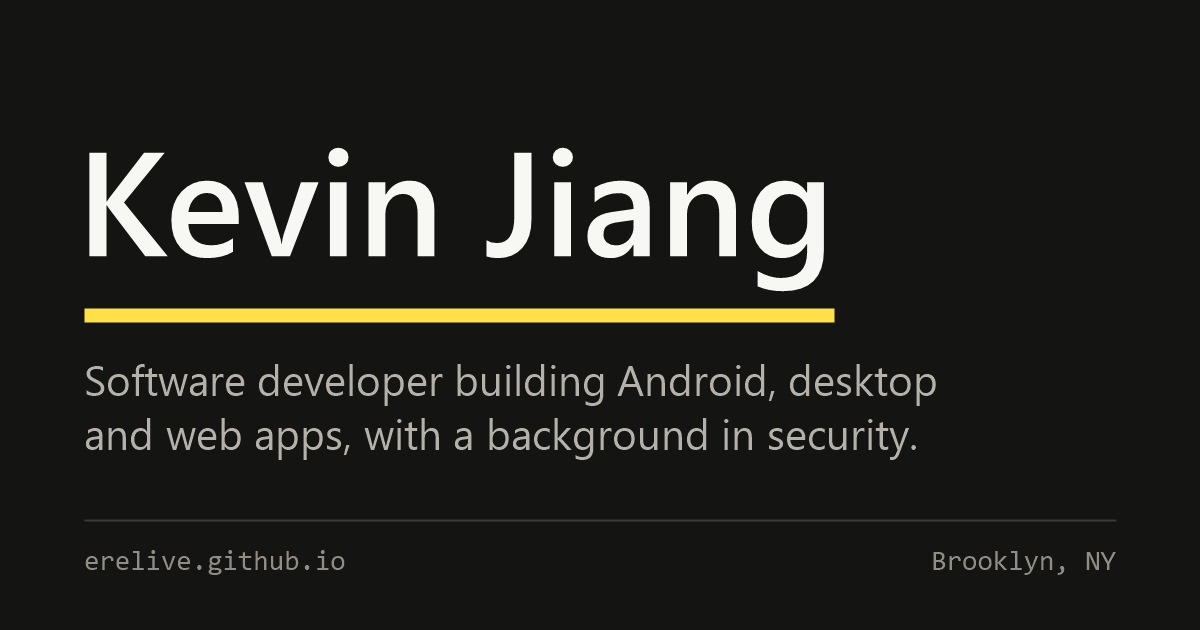 Kevin Jiang
Software developer building Android, desktop
and web apps, with a background in security.
erelive.github.io
Brooklyn, NY